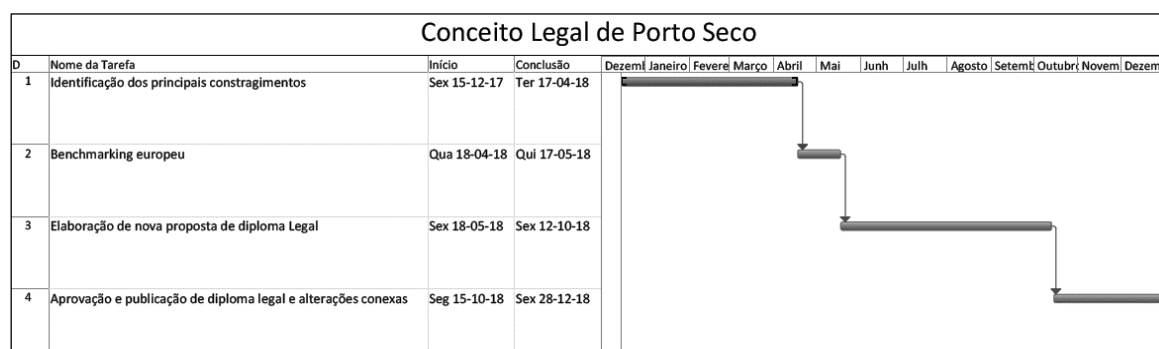 Conceito Legal de Porto Seco
D Nome da Tarefa Início Conclusão Dezembl Janeiro Fevere Março Abril Mai Junh Julh Agosto Setemb Outubr Novem Dezem
1 Identificação dos principais constragimentos Sex 15-12-17 Ter 17-04-18
2 Benchmarking europeu Qua 18-04-18 Qui 17-05-18
3 Elaboração de nova proposta de diploma Legal Sex 18-05-18 Sex 12-10-18
4 Aprovação e publicação de diploma legal e alterações conexas Seg 15-10-18 Sex 28-12-18